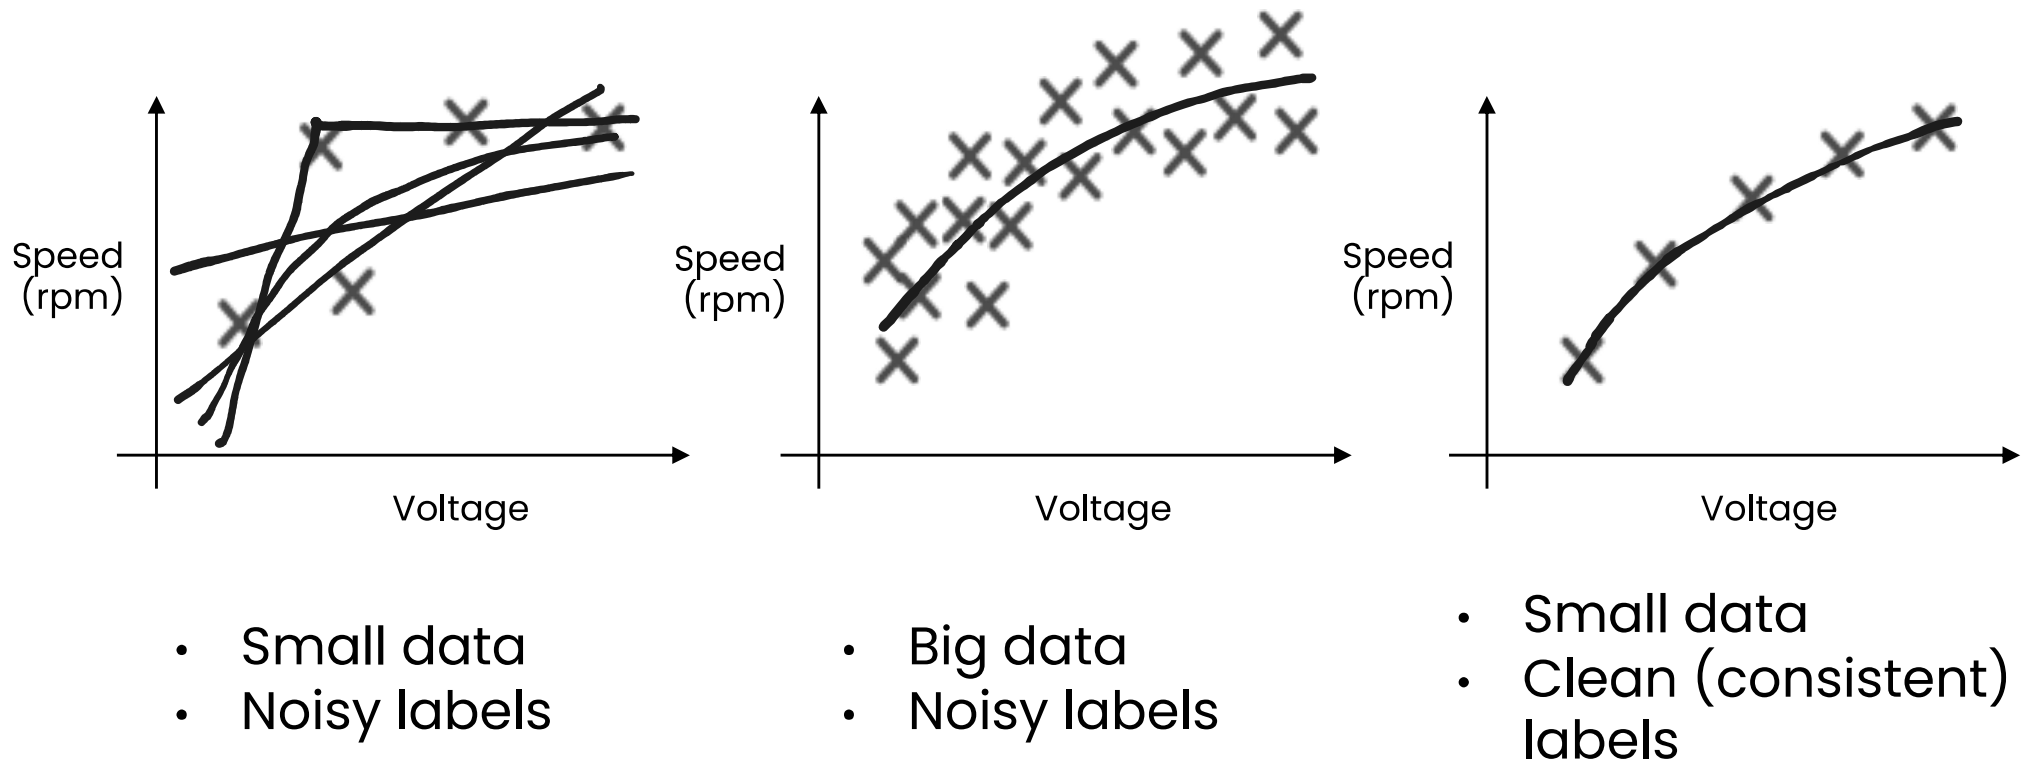 Speed
(rpm)
Voltage
• Small data
• Noisy labels
Speed
(rpm)
Voltage
• Big data
• Noisy labels
Speed
(rpm)
Voltage
• Small data
• Clean (consistent)
labels